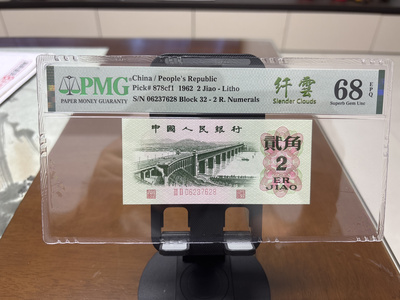 PMG
PAPER MONEY GUARANTY
China / People's Republic
Pick# 878cf1 1962 2 Jiao - Litho
S/N 06237628 Block 32 - 2 R. Numerals
纤雲
Slender Clouds
68 EPQ
Superb Gem Unc
中國人民銀行
貳角
2
ER
JIAO
06237628